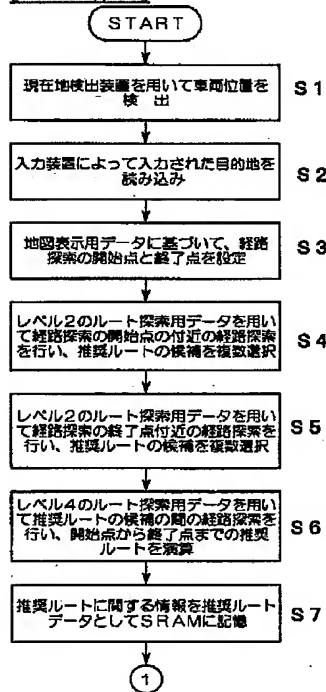 START
現在地検出装置を用いて車両位置を
検 出
S1
入力装置によって入力された目的地を
読み込み
S2
地図表示用データに基づいて、経路
探索の開始点と終了点を設定
S3
レベル2のルート探索用データを用い
て経路探索の開始点の付近の経路探索
を行い、推奨ルートの候補を複数選択
S4
レベル2のルート探索用データを用い
て経路探索の終了点付近の経路探索を
行い、推奨ルートの候補を複数選択
S5
レベル4のルート探索用データを用い
て推奨ルートの候補の間の経路探索を
行い、開始点から終了点までの推奨
ルートを演算
S6
推奨ルートに関する情報を推奨ルート
データとしてSRAMに記憶
S7
1